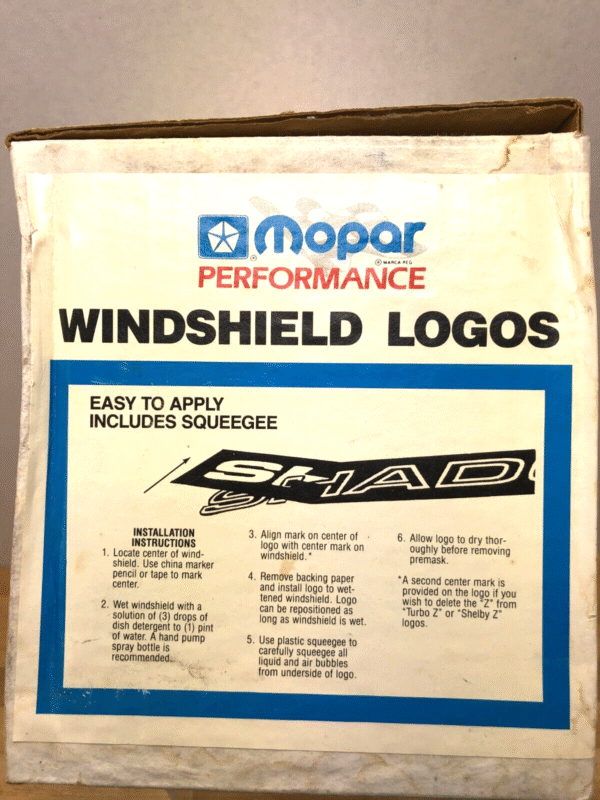 Mopar
® ® MARCA REG
PERFORMANCE
WINDSHIELD LOGOS
EASY TO APPLY
INCLUDES SQUEEGEE
SHADO
INSTALLATION
INSTRUCTIONS
1. Locate center of wind-
shield. Use china marker
pencil or tape to mark
center.
2. Wet windshield with a
solution of (3) drops of
dish detergent to (1) pint
of water. A hand pump
spray bottle is
recommended.
3. Align mark on center of
logo with center mark on
windshield.*
4. Remove backing paper
and install logo to wet-
tened windshield. Logo
can be repositioned as
long as windshield is wet.
5. Use plastic squeegee to
carefully squeegee all
liquid and air bubbles
from underside of logo.
6. Allow logo to dry thor-
oughly before removing
premask.
*A second center mark is
provided on the logo if you
wish to delete the "Z" from
"Turbo Z" or "Shelby Z"
logos.